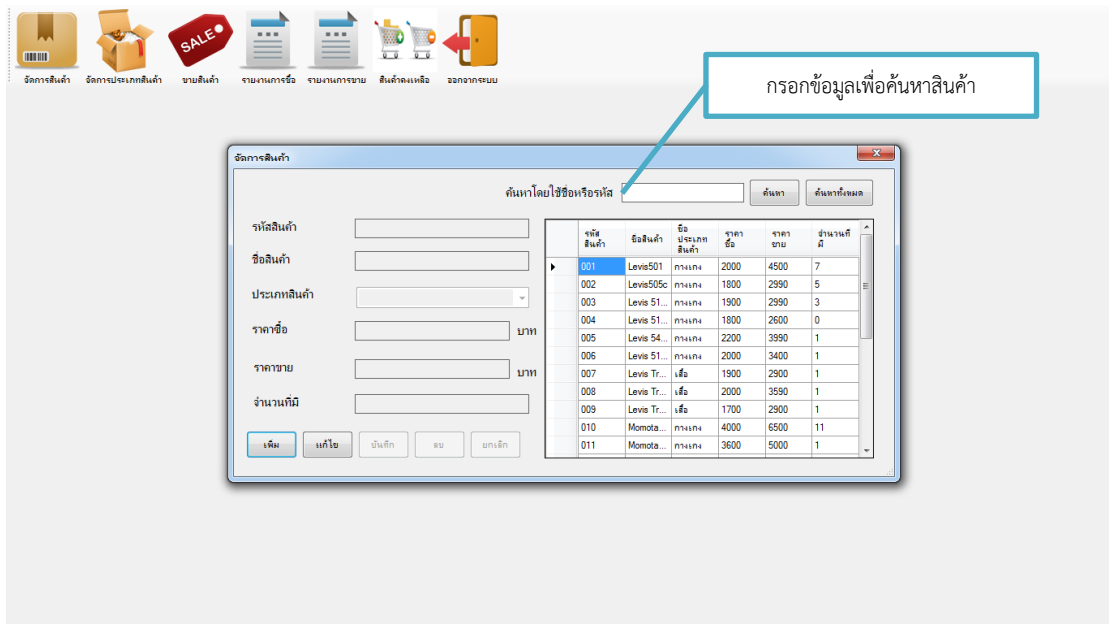 SALE
จัดการสินค้า จัดการประเภทสินค้า ขายสินค้า รายงานการซื้อ รายงานการขาย สินค้าคงเหลือ ออกจากระบบ
กรอกข้อมูลเพื่อค้นหาสินค้า
จัดการสินค้า
ค้นหาโดยใช้ชื่อหรือรหัส ค้นหา ค้นหาทั้งหมด
รหัสสินค้า
ชื่อสินค้า
ประเภทสินค้า
ราคาซื้อ บาท
ราคาขาย บาท
จำนวนที่มี
เพิ่ม แก้ไข บันทึก ลบ ยกเลิก
รหัสสินค้า ชื่อสินค้า ชื่อประเภทสินค้า ราคาซื้อ ราคาขาย จำนวนที่มี
001 Levis501 กางเกง 2000 4500 7
002 Levis505c กางเกง 1800 2990 5
003 Levis 51... กางเกง 1900 2990 3
004 Levis 51... กางเกง 1800 2600 0
005 Levis 54... กางเกง 2200 3990 1
006 Levis 51... กางเกง 2000 3400 1
007 Levis Tr... เสื้อ 1900 2900 1
008 Levis Tr... เสื้อ 2000 3590 1
009 Levis Tr... เสื้อ 1700 2900 1
010 Momota... กางเกง 4000 6500 11
011 Momota... กางเกง 3600 5000 1